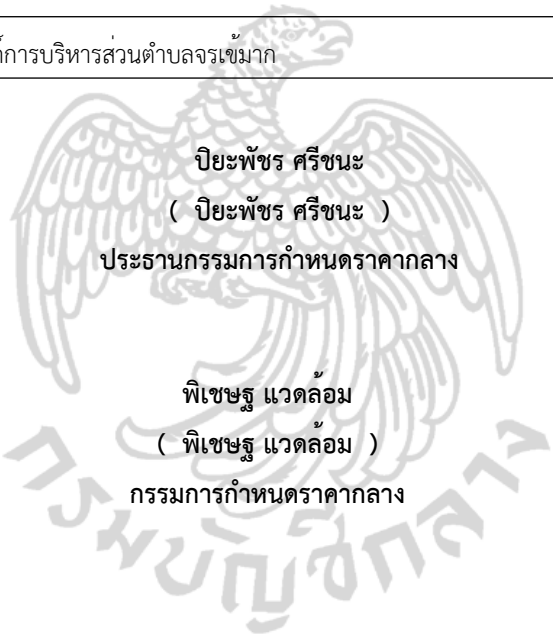 การบริหารส่วนตำบลจรเข้มาก
ปิยะพัชร ศรีชนะ
( ปิยะพัชร ศรีชนะ )
ประธานกรรมการกำหนดราคากลาง
พิเชษฐ แวดล้อม
( พิเชษฐ แวดล้อม )
กรรมการกำหนดราคากลาง
กรมบัญชีกลาง